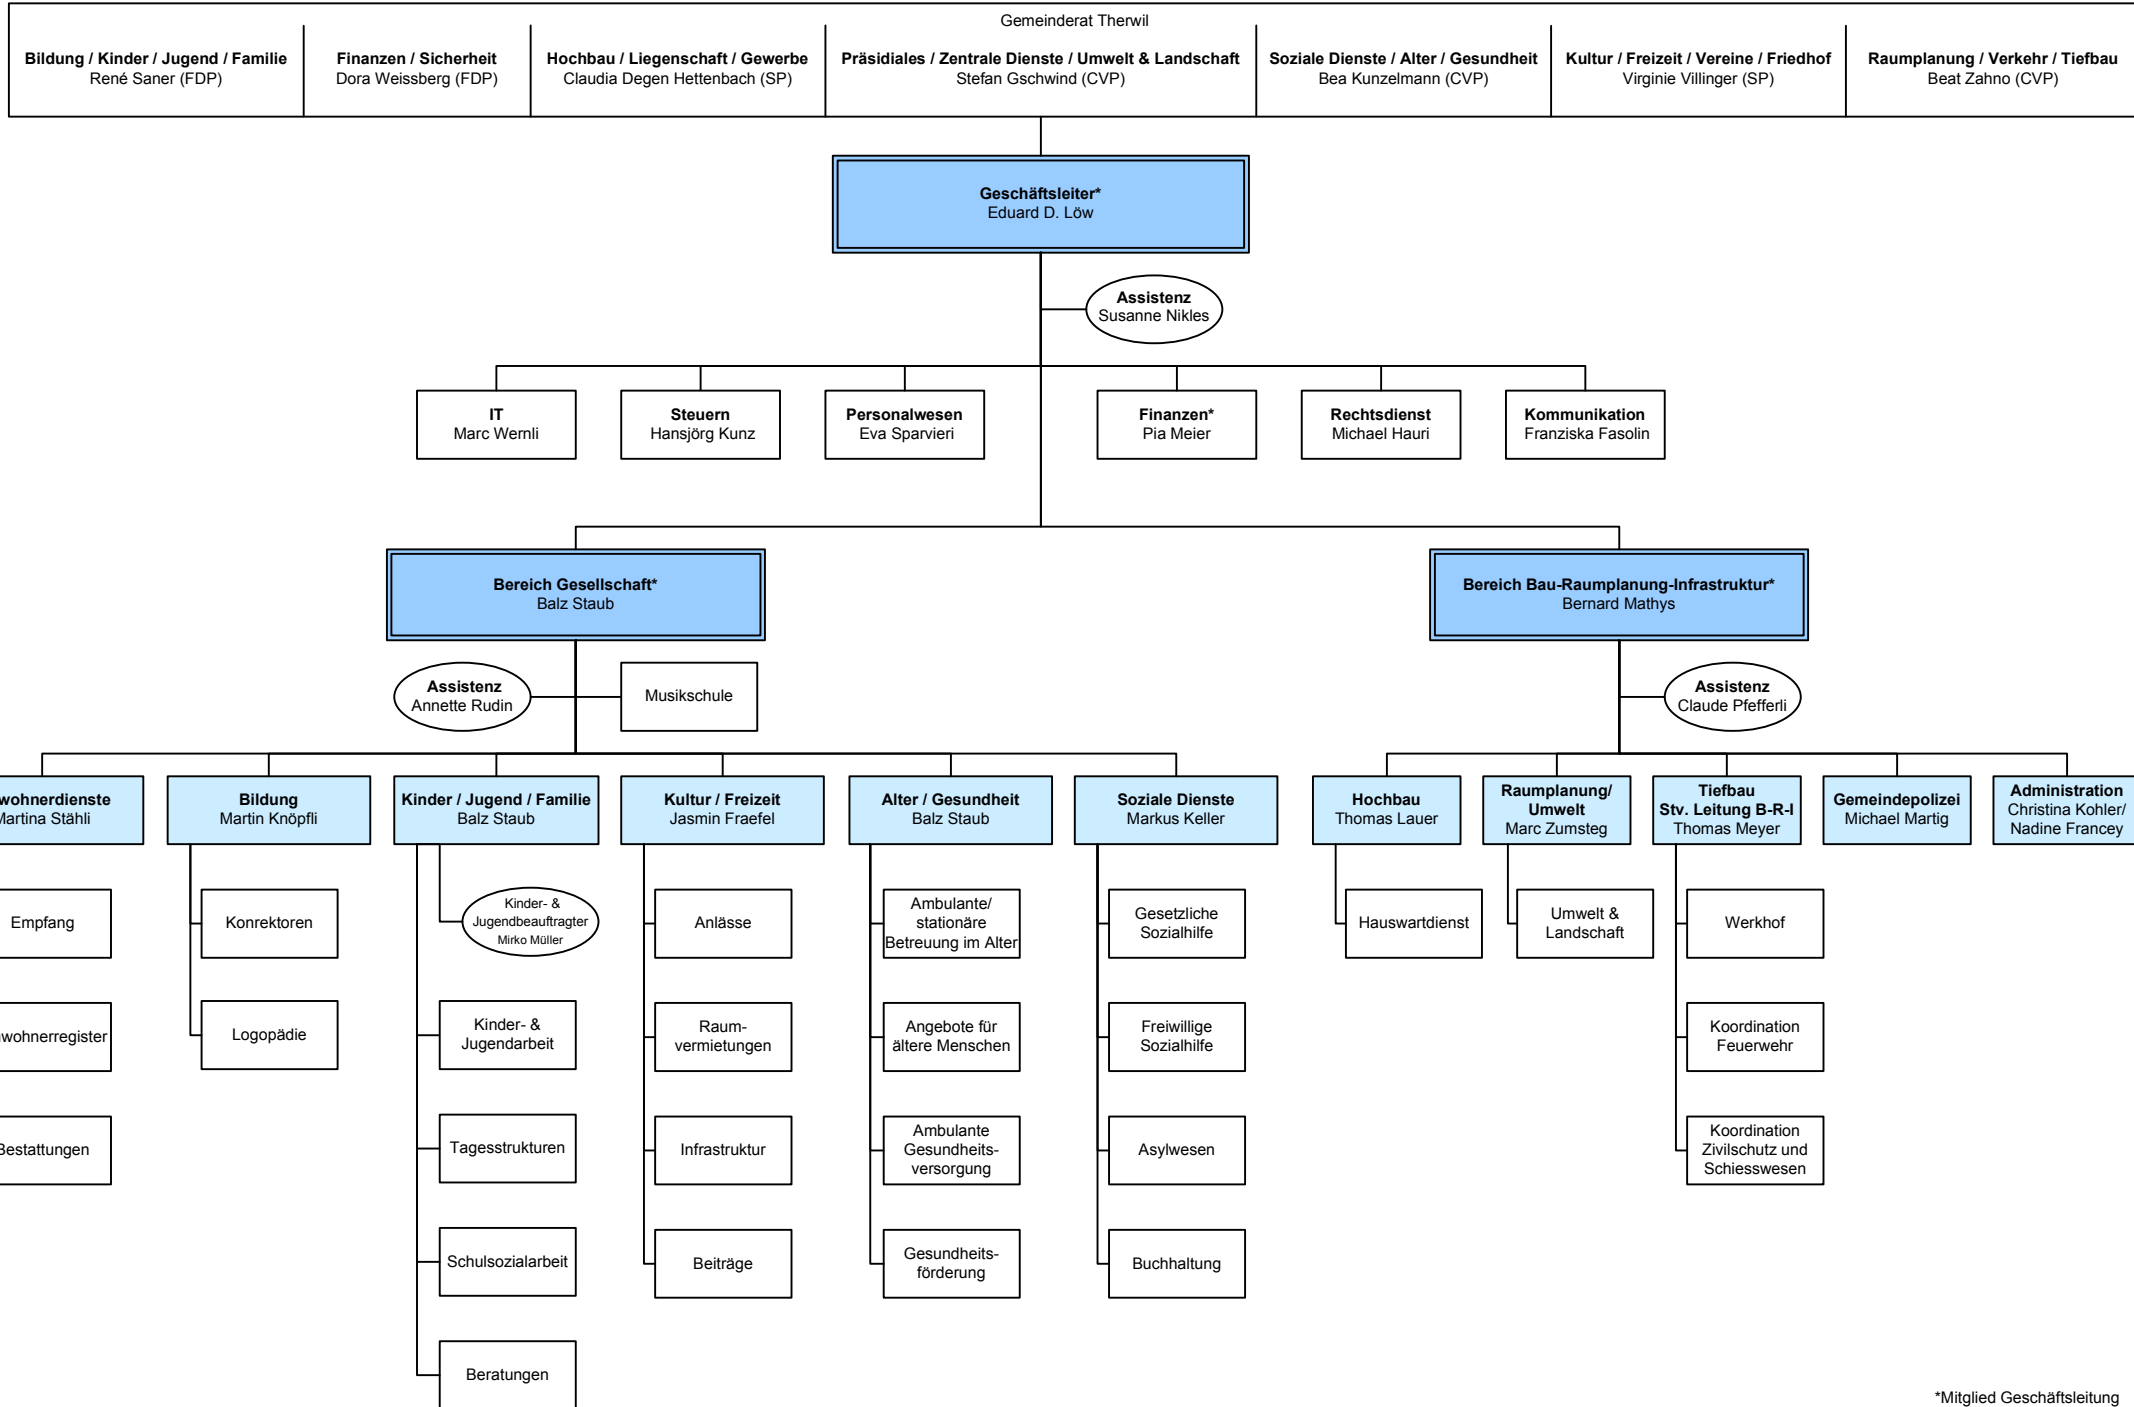 Gemeinderat Therwil
Bildung / Kinder / Jugend / Familie
René Saner (FDP)
Finanzen / Sicherheit
Dora Weissberg (FDP)
Hochbau / Liegenschaft / Gewerbe
Claudia Degen Hettenbach (SP)
Präsidiales / Zentrale Dienste / Umwelt & Landschaft
Stefan Gschwind (CVP)
Soziale Dienste / Alter / Gesundheit
Bea Kunzelmann (CVP)
Kultur / Freizeit / Vereine / Friedhof
Virginie Villinger (SP)
Raumplanung / Verkehr / Tiefbau
Beat Zahno (CVP)
Geschäftsleiter*
Eduard D. Löw
Assistenz
Susanne Nikles
IT
Marc Wernli
Steuern
Hansjörg Kunz
Personalwesen
Eva Sparvieri
Finanzen*
Pia Meier
Rechtsdienst
Michael Hauri
Kommunikation
Franziska Fasolin
Bereich Gesellschaft*
Balz Staub
Bereich Bau-Raumplanung-Infrastruktur*
Bernard Mathys
Assistenz
Annette Rudin
Musikschule
Assistenz
Claude Pfefferli
wohnerdienste
Martina Stähli
Bildung
Martin Knöpfli
Kinder / Jugend / Familie
Balz Staub
Kultur / Freizeit
Jasmin Fraefel
Alter / Gesundheit
Balz Staub
Soziale Dienste
Markus Keller
Hochbau
Thomas Lauer
Raumplanung/
Umwelt
Marc Zumsteg
Tiefbau
Stv. Leitung B-R-I
Thomas Meyer
Gemeindepolizei
Michael Martig
Administration
Christina Kohler/
Nadine Francey
Empfang
Konrektoren
Kinder- &
Jugendbeauftragter
Mirko Müller
Anlässe
Ambulante/
stationäre
Betreuung im Alter
Gesetzliche
Sozialhilfe
Hauswartdienst
Umwelt &
Landschaft
Werkhof
wohnerregister
Logopädie
Kinder- &
Jugendarbeit
Raum-
vermietungen
Angebote für
ältere Menschen
Freiwillige
Sozialhilfe
Koordination
Feuerwehr
Bestattungen
Tagesstrukturen
Infrastruktur
Ambulante
Gesundheits-
versorgung
Asylwesen
Koordination
Zivilschutz und
Schiesswesen
Schulsozialarbeit
Beiträge
Gesundheits-
förderung
Buchhaltung
Beratungen
*Mitglied Geschäftsleitung